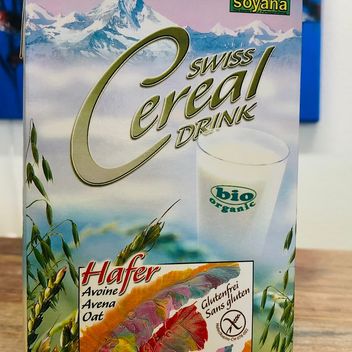 soyana
SWISS
Cereal
DRINK
bio
organic
Hafer
Avoine
Avena
Oat
Glutenfrei
Sans gluten